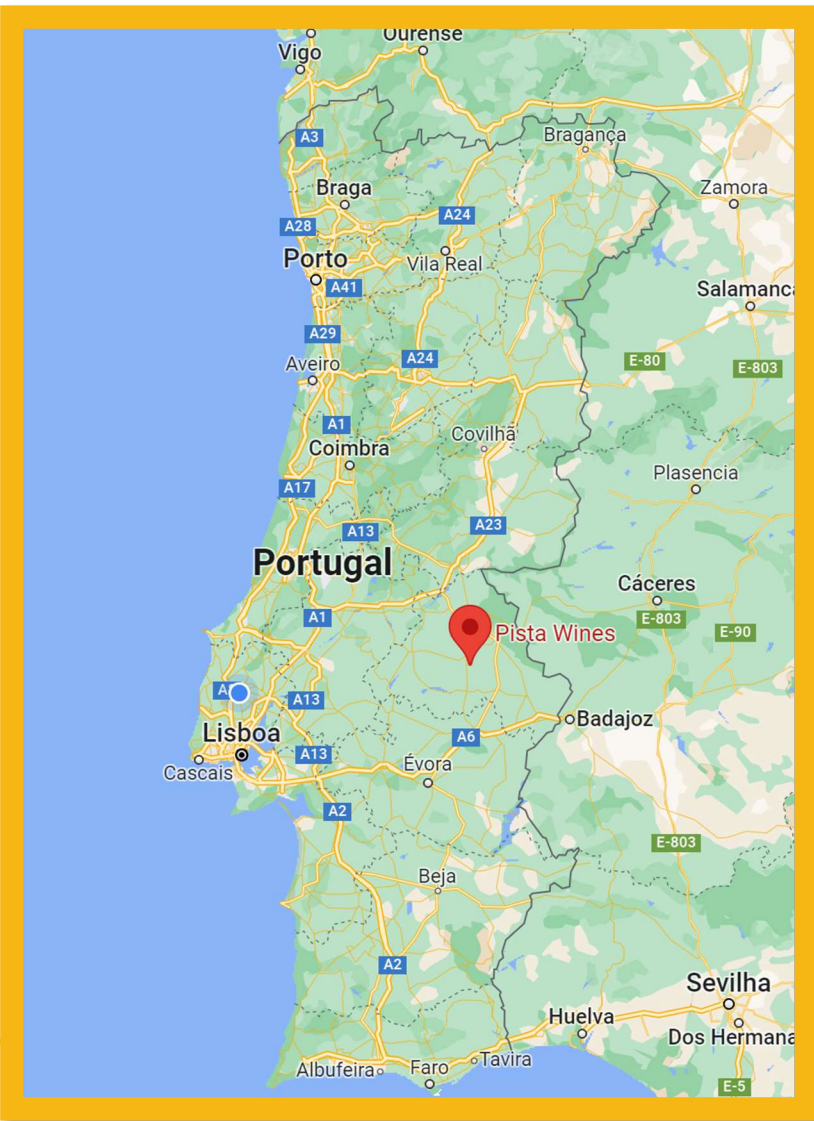 Ourense
Vigo
A3
Bragança
Braga
Zamora
A24
A28
Porto
Vila Real
A41
Salamanca
A29
Aveiro
A24
E-80
E-803
A1
Covilhã
Coimbra
Plasencia
A17
A13
A23
Portugal
Cáceres
A1
E-803
Pista Wines
E-90
A13
Lisboa
Badajoz
A6
A13
Évora
Cascais
A2
E-803
Beja
A2
Sevilha
Huelva
Dos Hermana
Tavira
Albufeira
Faro
E-5